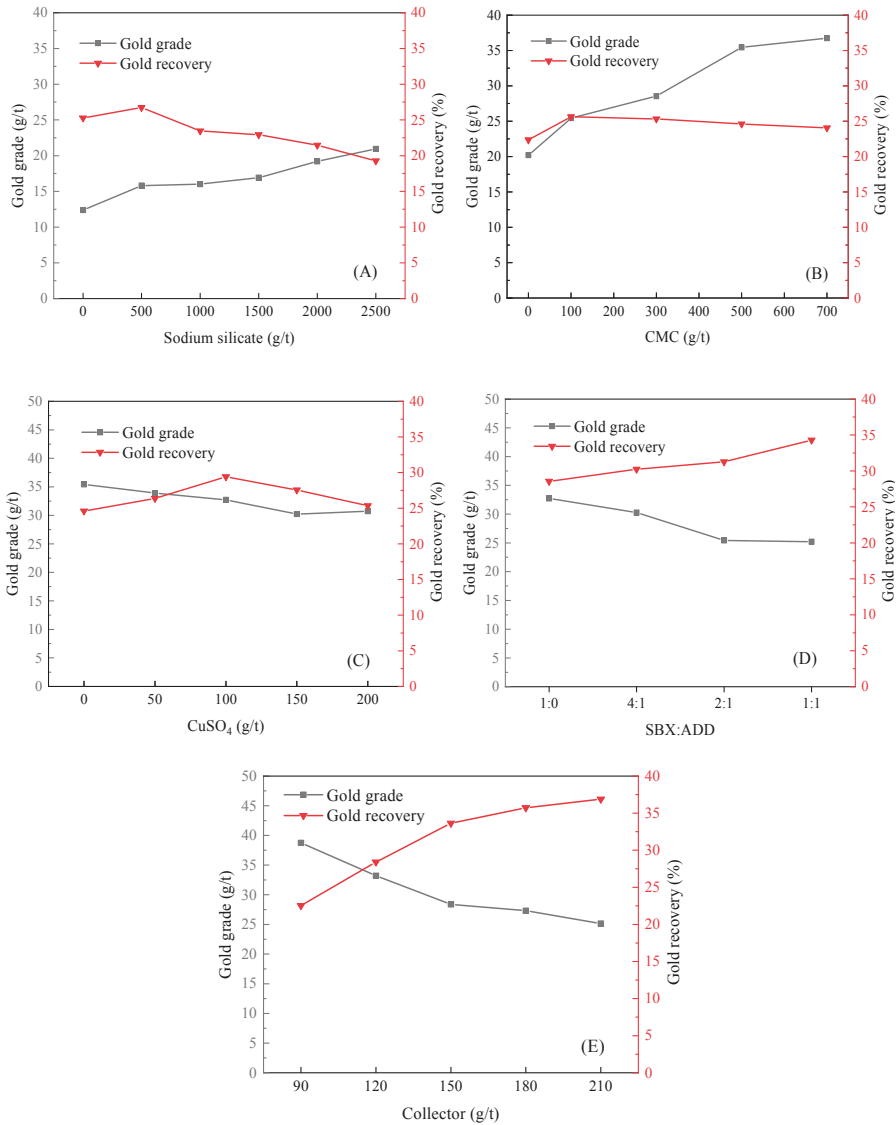 40
35
30
25
20
15
10
5
0
Gold grade (g/t)
Gold grade
Gold recovery
(A)
40
35
30
25
20
15
10
5
0
Gold recovery (%)
0 500 1000 1500 2000 2500
Sodium silicate (g/t)
40
35
30
25
20
15
10
5
0
Gold grade (g/t)
Gold grade
Gold recovery
(B)
40
35
30
25
20
15
10
5
0
Gold recovery (%)
0 100 200 300 400 500 600 700
CMC (g/t)
50
45
40
35
30
25
20
15
10
5
0
Gold grade (g/t)
Gold grade
Gold recovery
(C)
40
35
30
25
20
15
10
5
0
Gold recovery (%)
0 50 100 150 200
CuSO₄ (g/t)
50
45
40
35
30
25
20
15
10
5
0
Gold grade (g/t)
Gold grade
Gold recovery
(D)
40
35
30
25
20
15
10
5
0
Gold recovery (%)
1:0 4:1 2:1 1:1
SBX:ADD
50
45
40
35
30
25
20
15
10
5
0
Gold grade (g/t)
Gold grade
Gold recovery
(E)
40
35
30
25
20
15
10
5
0
Gold recovery (%)
90 120 150 180 210
Collector (g/t)